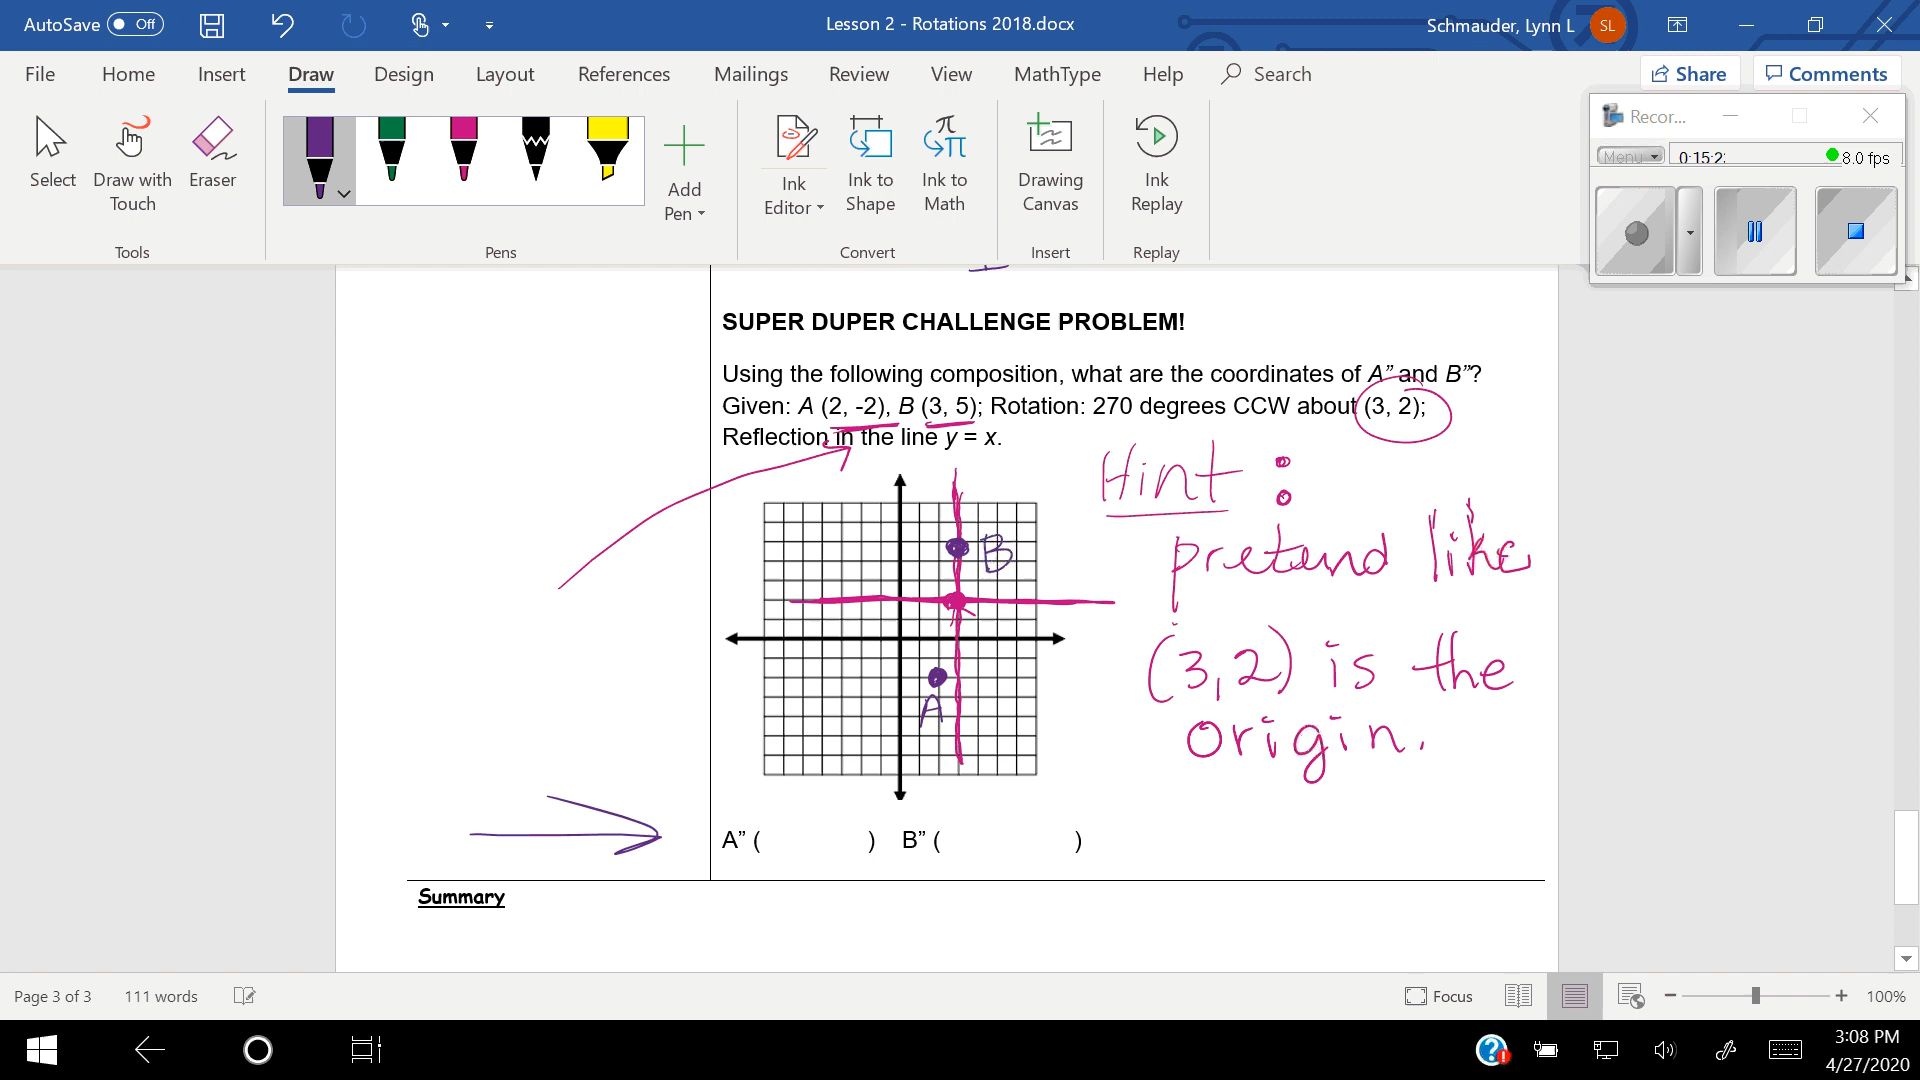 AutoSave Off
Lesson 2 - Rotations 2018.docx
Schmauder, Lynn L SL
File Home Insert Draw Design Layout References Mailings Review View MathType Help Search
Share Comments
Recor...
Menu 0:15:2 8.0 fps
Select Draw with Touch Eraser
Add Pen
Ink Editor Ink to Shape Ink to Math
Drawing Canvas
Ink Replay
Tools Pens Convert Insert Replay
SUPER DUPER CHALLENGE PROBLEM!
Using the following composition, what are the coordinates of A” and B”?
Given: A (2, -2), B (3, 5); Rotation: 270 degrees CCW about (3, 2);
Reflection in the line y = x.
Hint :
pretend like
(3,2) is the
origin.
B
A
A” ( ) B” ( )
Summary
Page 3 of 3 111 words
Focus
100%
3:08 PM
4/27/2020